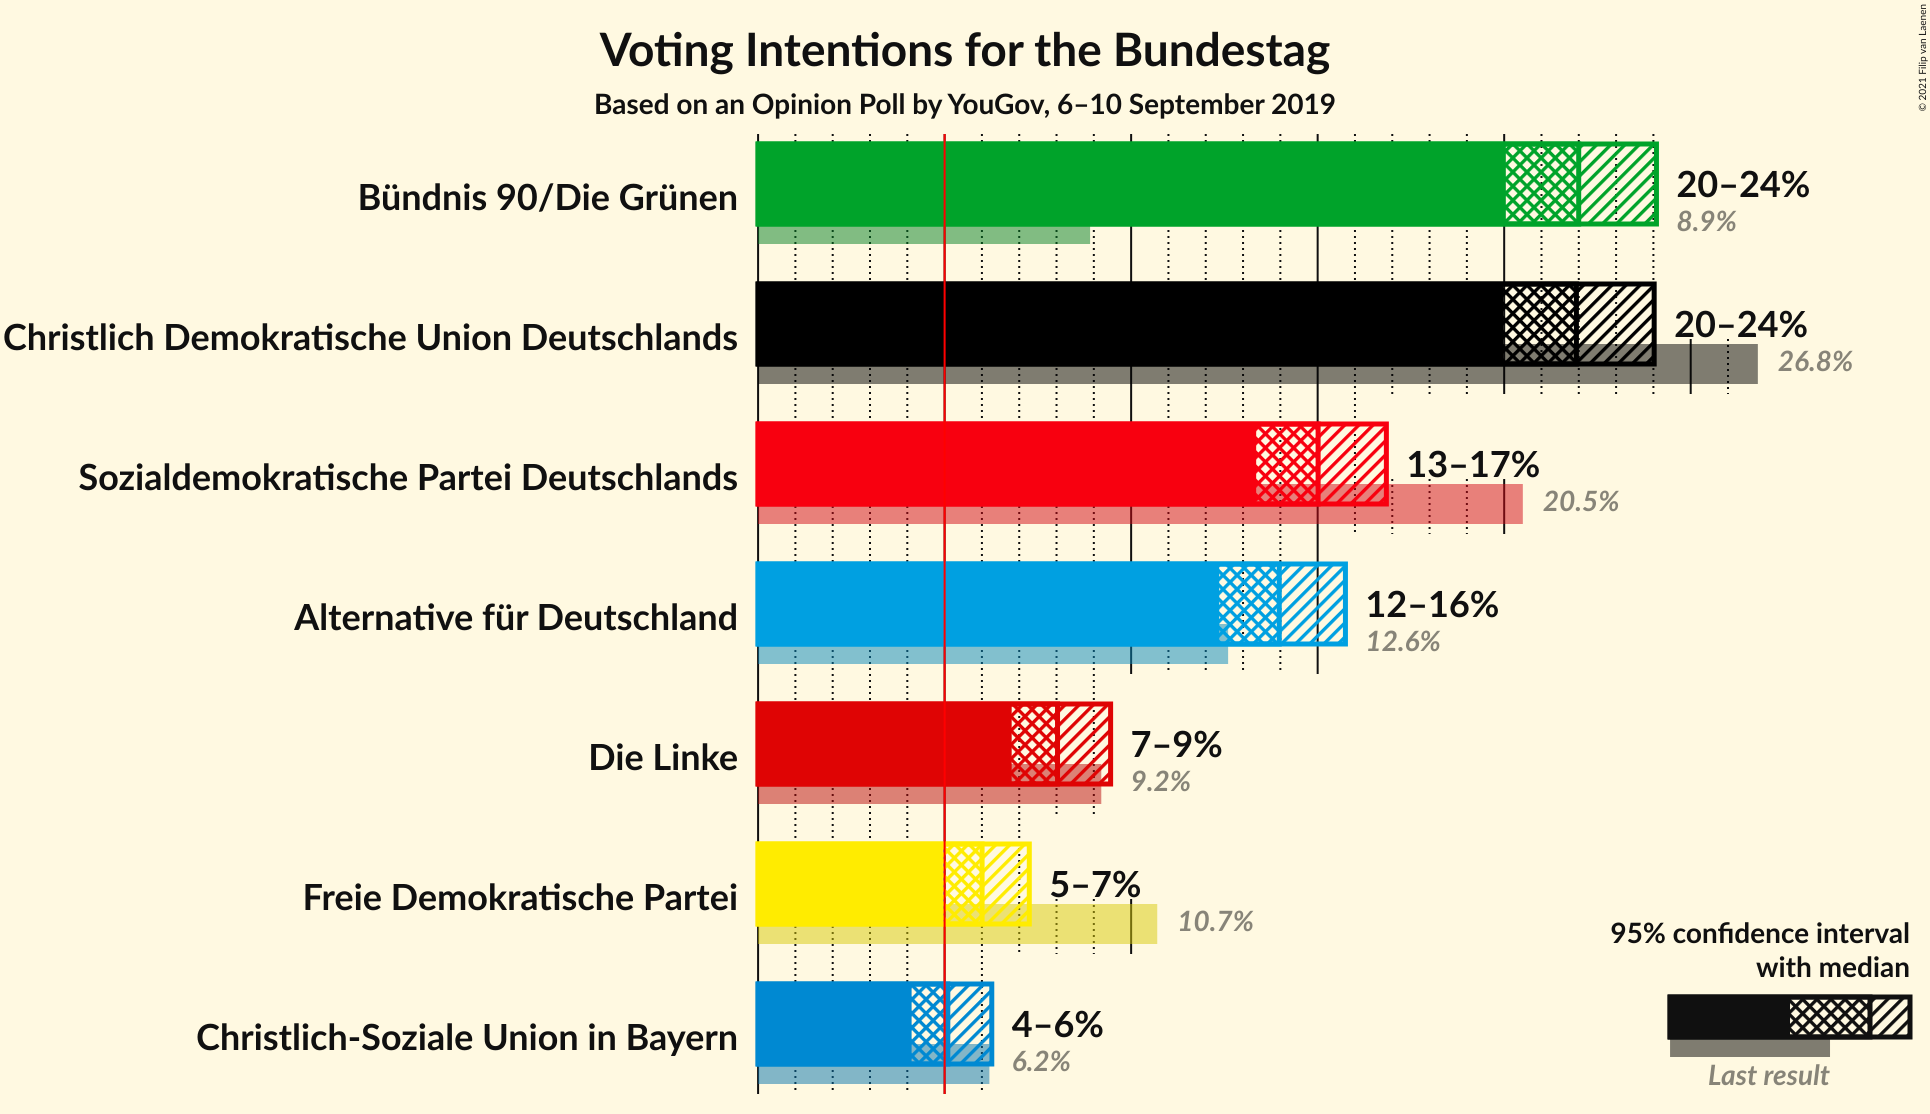 Voting Intentions for the Bundestag
Based on an Opinion Poll by YouGov, 6–10 September 2019
© 2021 Filip van Laenen
Bündnis 90/Die Grünen
20–24%
8.9%
Christlich Demokratische Union Deutschlands
20–24%
26.8%
Sozialdemokratische Partei Deutschlands
13–17%
20.5%
Alternative für Deutschland
12–16%
12.6%
Die Linke
7–9%
9.2%
Freie Demokratische Partei
5–7%
10.7%
Christlich-Soziale Union in Bayern
4–6%
6.2%
95% confidence interval
with median
Last result